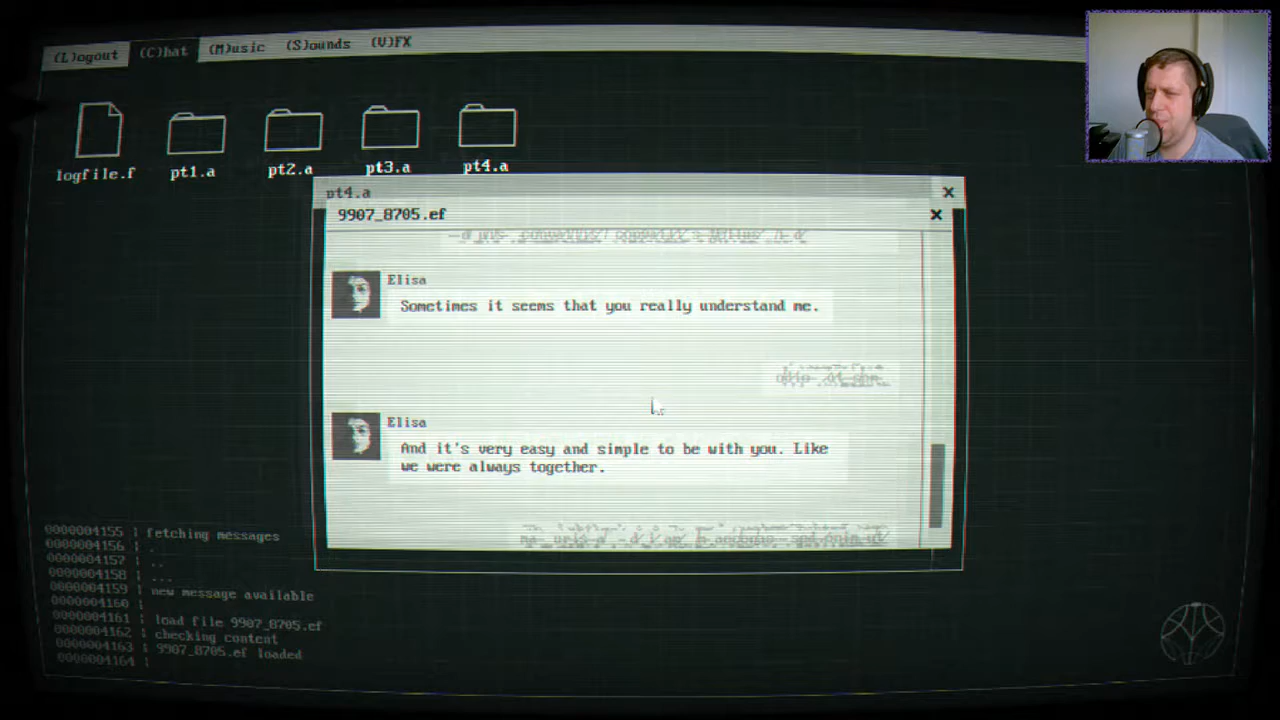 (L)ogout (C)hat (M)usic (S)ounds (V)FX
logfile.f pt1.a pt2.a pt3.a pt4.a
pt4.a
9907_8705.ef
Elisa
Sometimes it seems that you really understand me.
Elisa
And it's very easy and simple to be with you. Like
we were always together.
0000004155 | fetching messages
0000004156 | .
0000004157 | ..
0000004158 | ...
0000004159 | new message available
0000004160 |
0000004161 | load file 9907_8705.ef
0000004162 | checking content
0000004163 | 9907_8705.ef loaded
0000004164 |